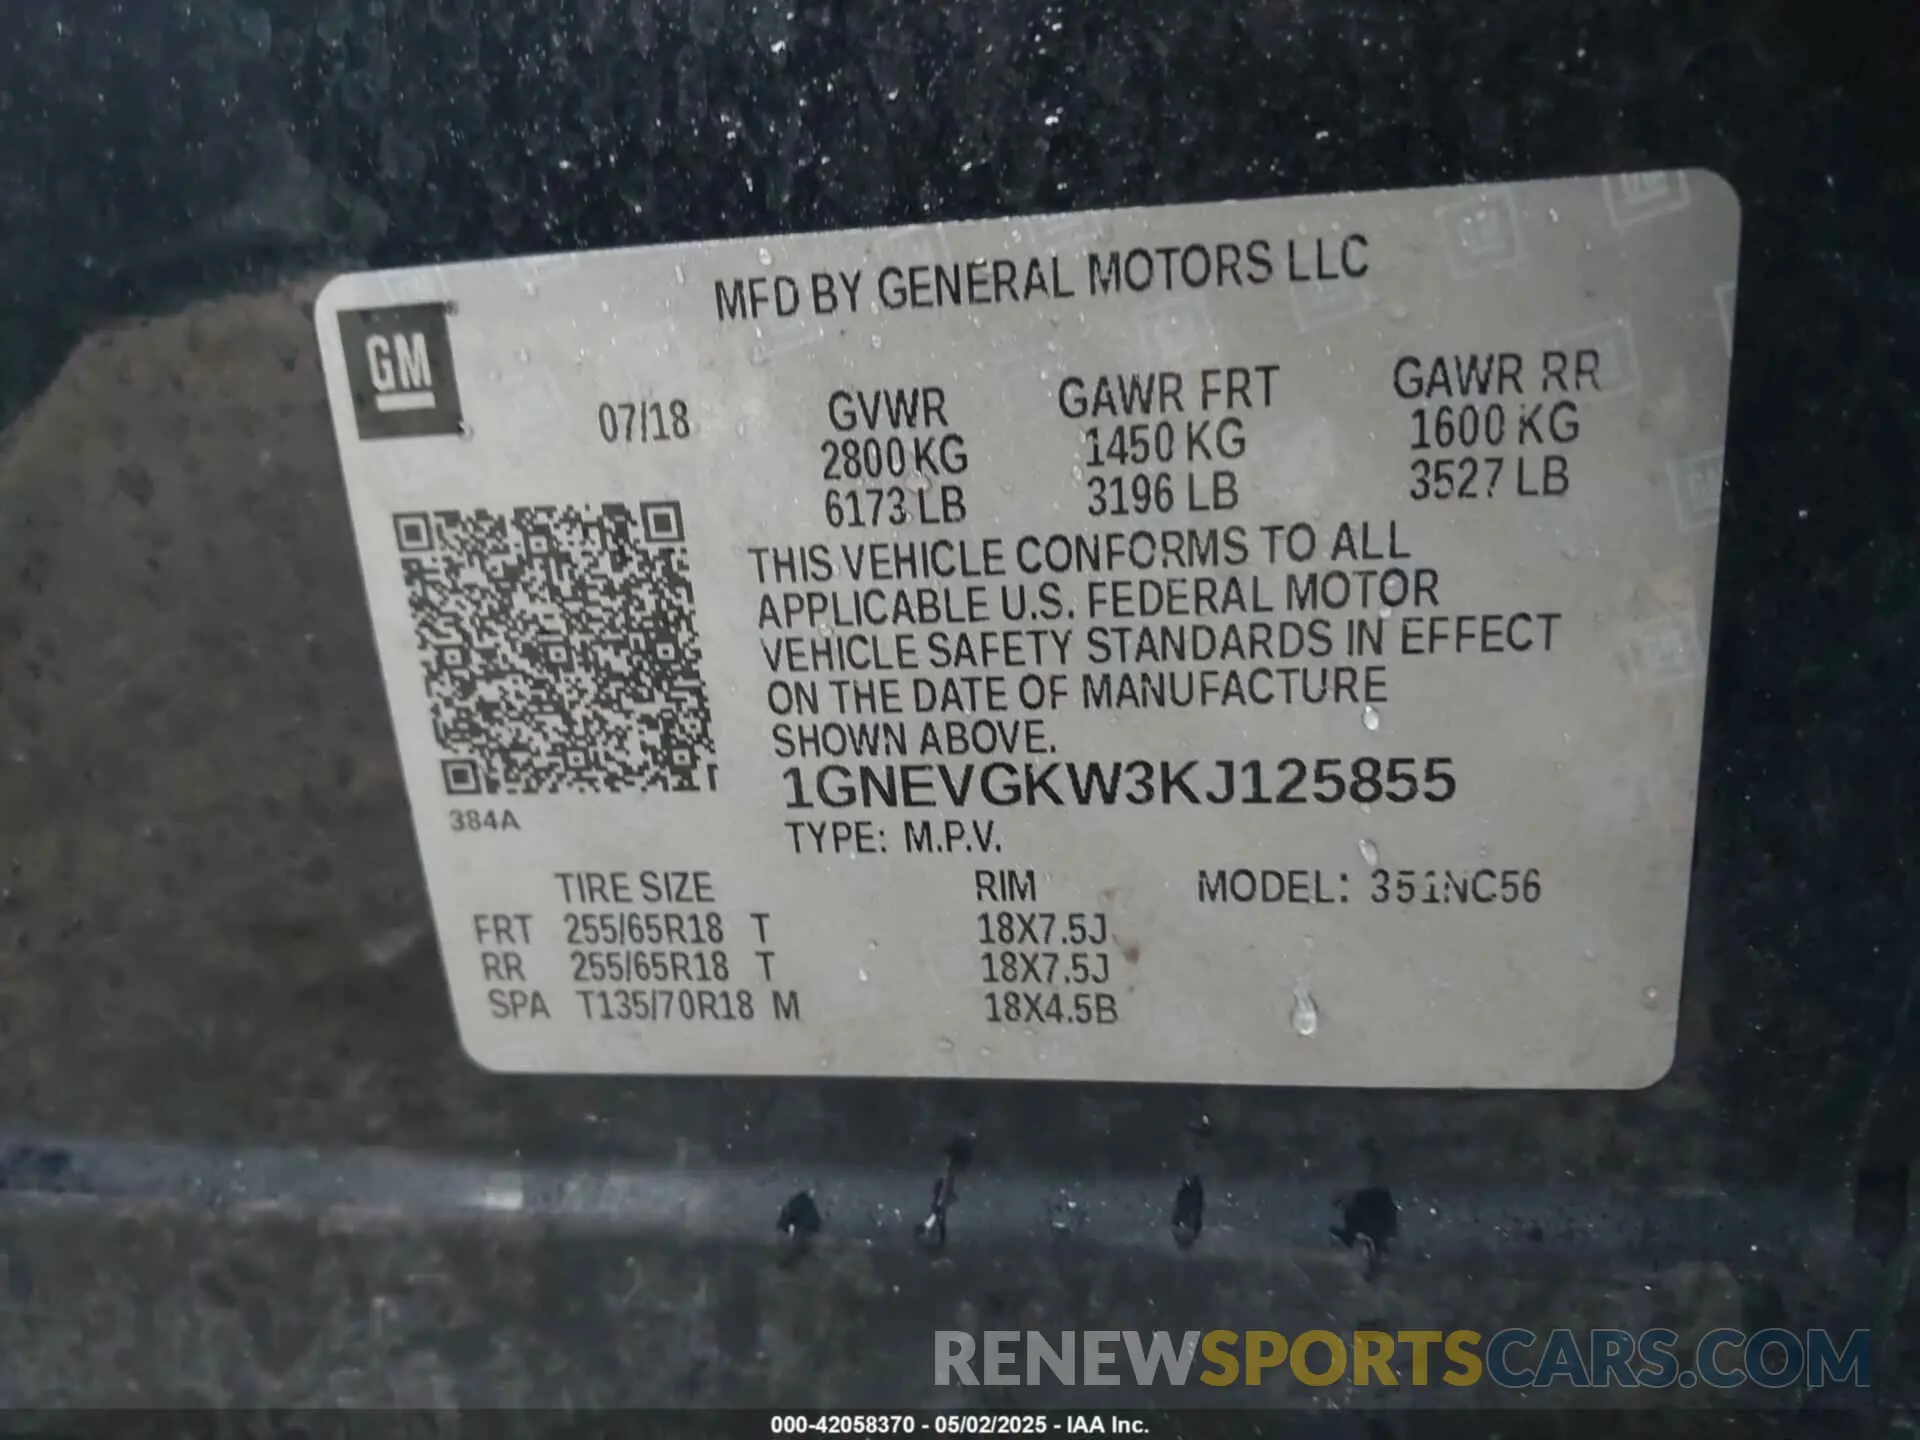 MFD BY GENERAL MOTORS LLC
GM
07/18
GVWR GAWR FRT GAWR RR
2800 KG 1450 KG 1600 KG
6173 LB 3196 LB 3527 LB
THIS VEHICLE CONFORMS TO ALL
APPLICABLE U.S. FEDERAL MOTOR
VEHICLE SAFETY STANDARDS IN EFFECT
ON THE DATE OF MANUFACTURE
SHOWN ABOVE.
1GNEVGKW3KJ125855
384A
TYPE: M.P.V.
TIRE SIZE RIM MODEL: 351NC56
FRT 255/65R18 T 18X7.5J
RR 255/65R18 T 18X7.5J
SPA T135/70R18 M 18X4.5B
RENEWSPORTSCARS.COM
000-42058370 - 05/02/2025 - IAA Inc.